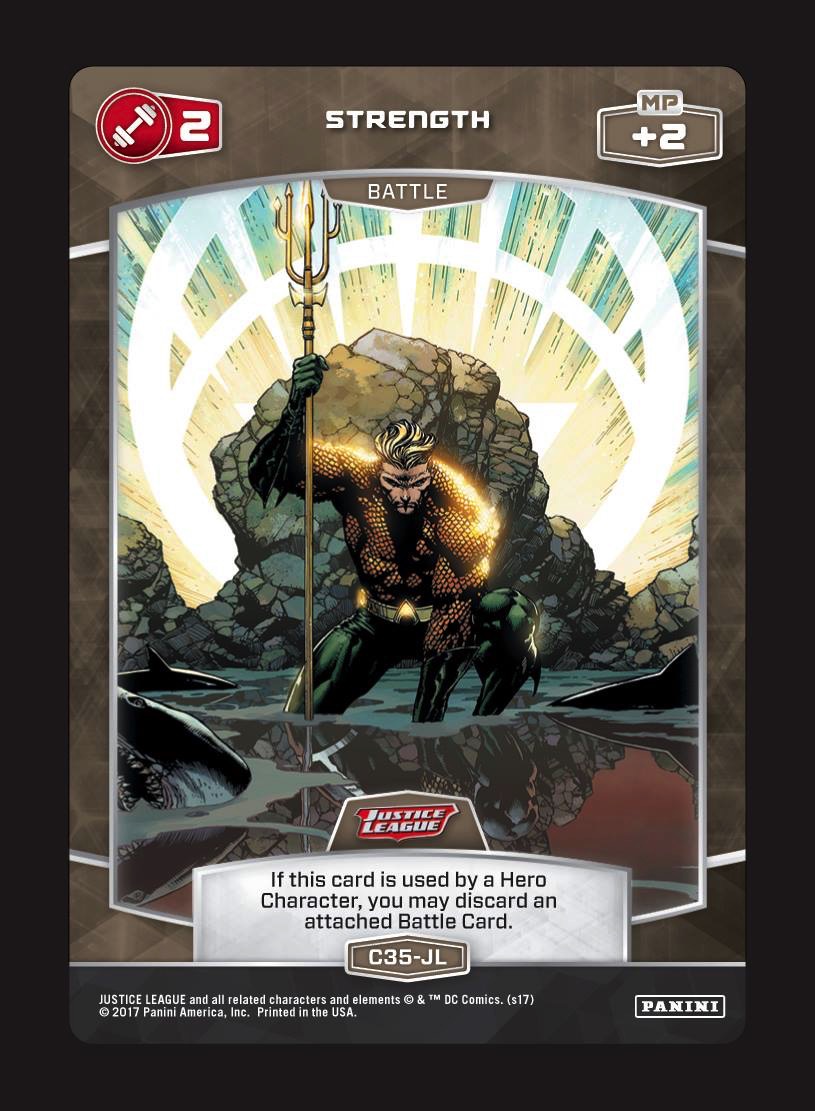 2
STRENGTH
MP
+2
BATTLE
JUSTICE
LEAGUE
If this card is used by a Hero
Character, you may discard an
attached Battle Card.
C35-JL
JUSTICE LEAGUE and all related characters and elements © & ™ DC Comics. (s17)
© 2017 Panini America, Inc.  Printed in the USA.
PANINI